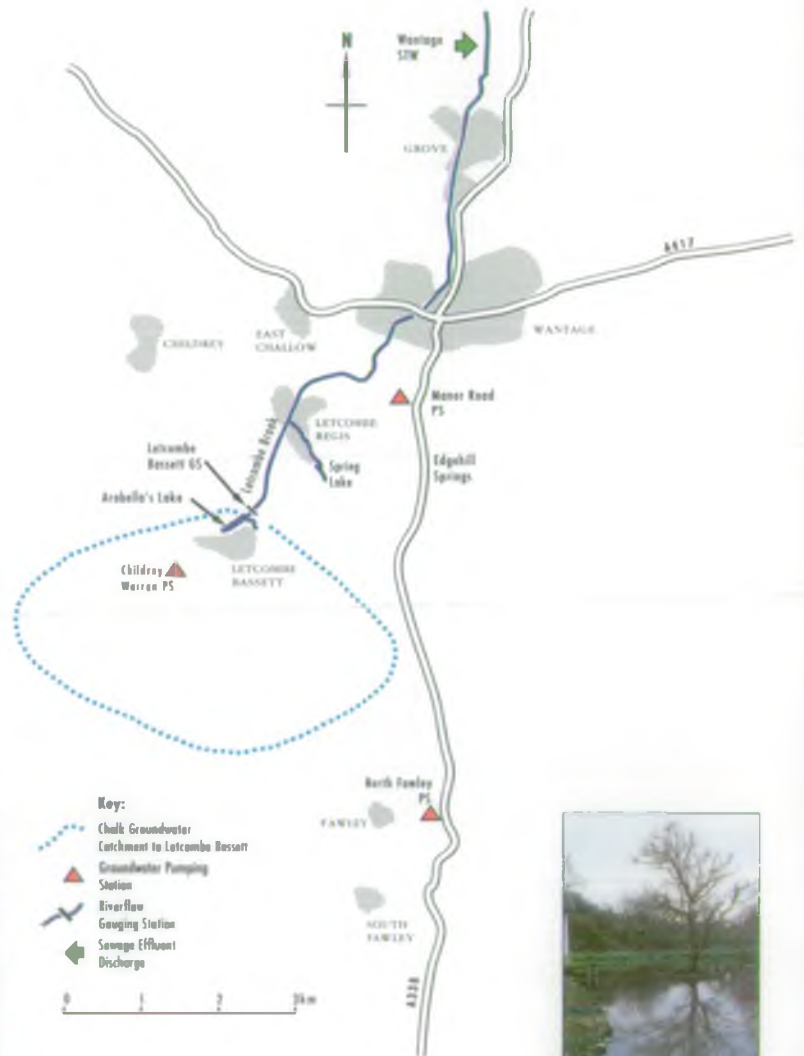 N
Wantage
STW
GROVE
A417
CHILDREY
EAST
CHALLOW
WANTAGE
Manor Road
PS
LETCOMBE
REGIS
Letcombe Brook
Letcombe
Bassett GS
Spring
Lake
Edgehill
Springs
Arabella's Lake
Childrey
Warren PS
LETCOMBE
BASSETT
North Fawley
PS
FAWLEY
SOUTH
FAWLEY
A338
Key:
Chalk Groundwater
Catchment to Letcombe Bassett
Groundwater Pumping
Station
Riverflow
Gauging Station
Sewage Effluent
Discharge
0 1 2 3km